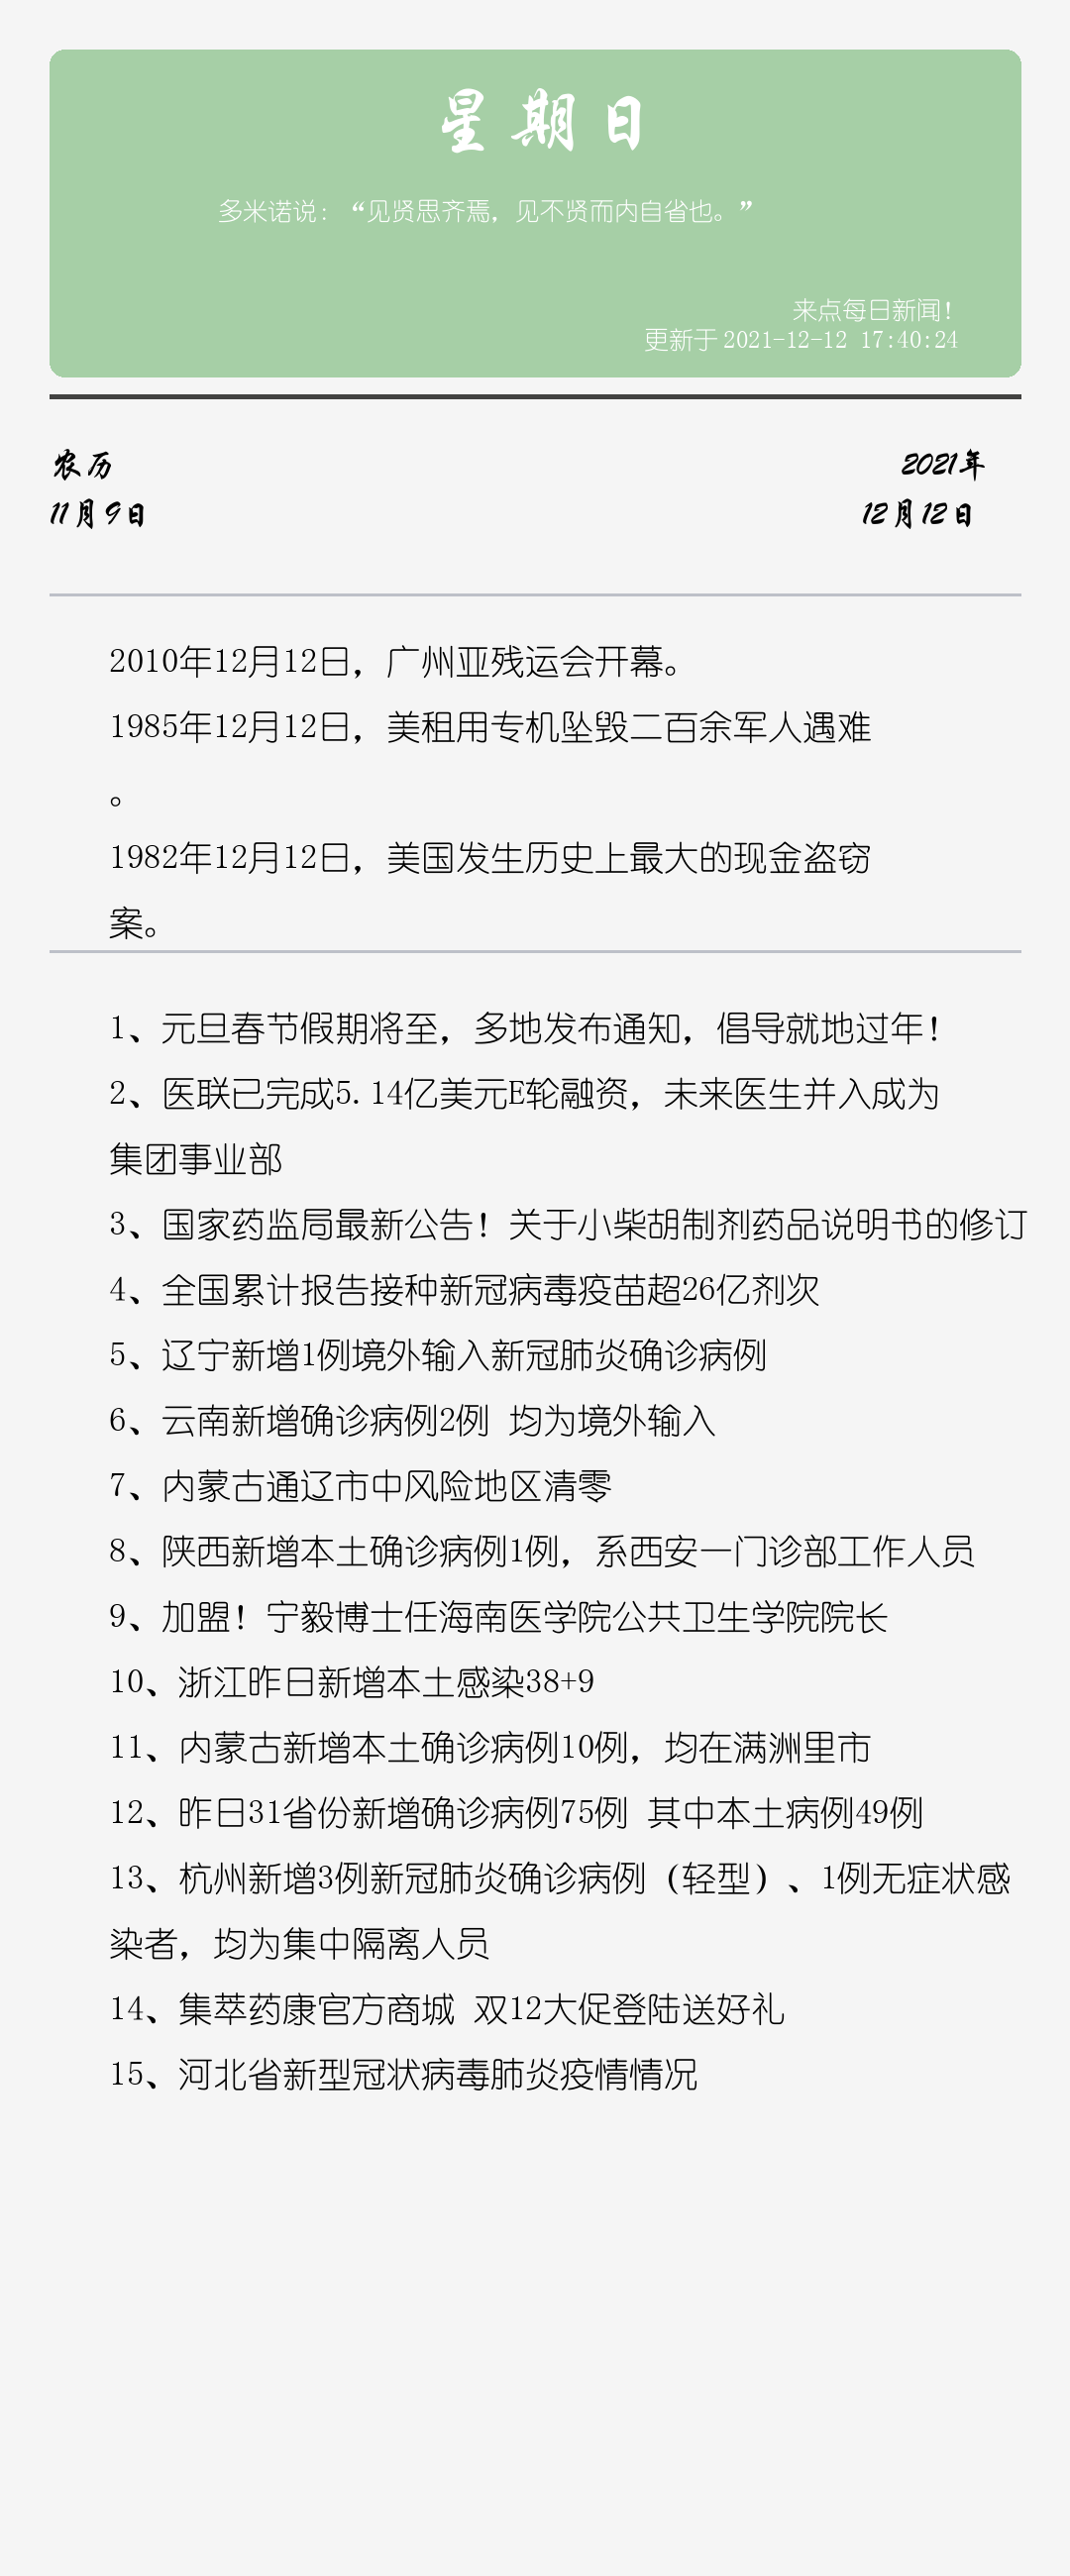 星期日
多米诺说：“见贤思齐焉，见不贤而内自省也。”
来点每日新闻！
更新于 2021-12-12 17:40:24
农历
2021年
11月9日
12月12日
2010年12月12日，广州亚残运会开幕。
1985年12月12日，美租用专机坠毁二百余军人遇难
。
1982年12月12日，美国发生历史上最大的现金盗窃
案。
1、元旦春节假期将至，多地发布通知，倡导就地过年！
2、医联已完成5.14亿美元E轮融资，未来医生并入成为
集团事业部
3、国家药监局最新公告！关于小柴胡制剂药品说明书的修订
4、全国累计报告接种新冠病毒疫苗超26亿剂次
5、辽宁新增1例境外输入新冠肺炎确诊病例
6、云南新增确诊病例2例 均为境外输入
7、内蒙古通辽市中风险地区清零
8、陕西新增本土确诊病例1例，系西安一门诊部工作人员
9、加盟！宁毅博士任海南医学院公共卫生学院院长
10、浙江昨日新增本土感染38+9
11、内蒙古新增本土确诊病例10例，均在满洲里市
12、昨日31省份新增确诊病例75例 其中本土病例49例
13、杭州新增3例新冠肺炎确诊病例（轻型）、1例无症状感
染者，均为集中隔离人员
14、集萃药康官方商城 双12大促登陆送好礼
15、河北省新型冠状病毒肺炎疫情情况